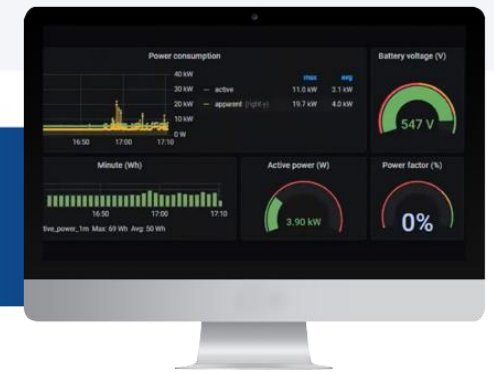 Power consumption
40 kW
30 kW
20 kW
10 kW
0 W
16:50 17:00 17:10
max avg
active 11.0 kW 3.1 kW
apparent (right-y) 19.7 kW 4.0 kW
Battery voltage (V)
547 V
Minute (Wh)
16:50 17:00 17:10
tive_power_1m Max: 69 Wh Avg: 50 Wh
Active power (W)
3.90 kW
Power factor (%)
0%